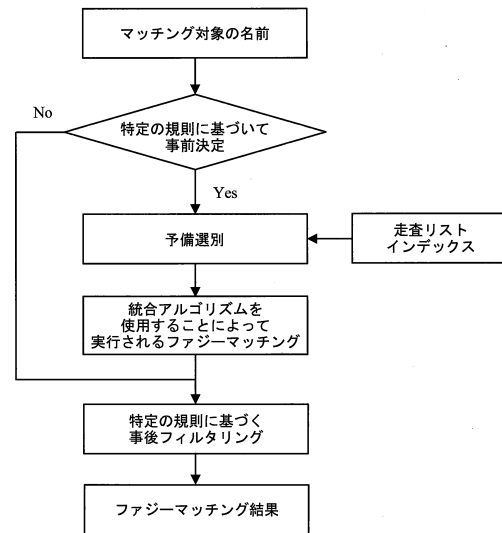 マッチング対象の名前
No
特定の規則に基づいて
事前決定
Yes
予備選別
走査リスト
インデックス
統合アルゴリズムを
使用することによって
実行されるファジーマッチング
特定の規則に基づく
事後フィルタリング
ファジーマッチング結果